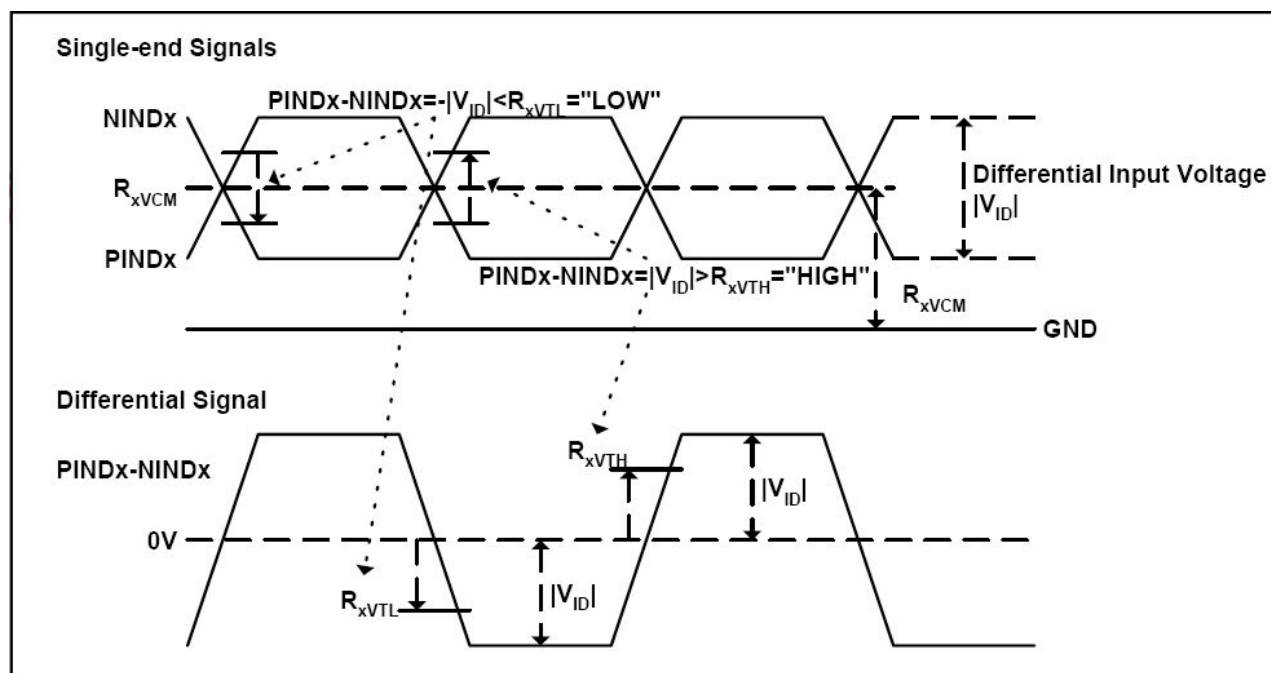 Single-end Signals
PINDx-NINDx=-|VID|<RxVTL="LOW"
NINDx
RxVCM
PINDx
Differential Input Voltage
|VID|
PINDx-NINDx=|VID|>RxVTH="HIGH"
RxVCM
GND
Differential Signal
PINDx-NINDx
RxVTH
|VID|
0V
RxVTL
|VID|